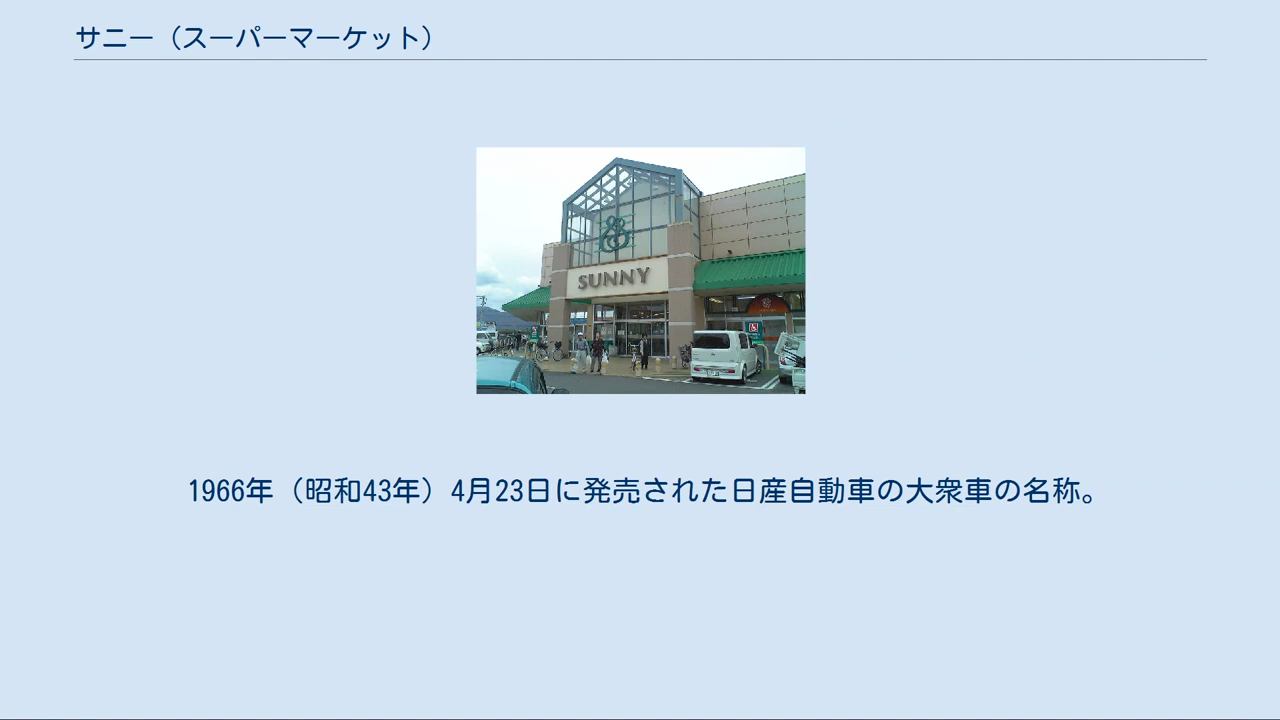 サニー（スーパーマーケット）
SUNNY
1966年（昭和43年）4月23日に発売された日産自動車の大衆車の名称。